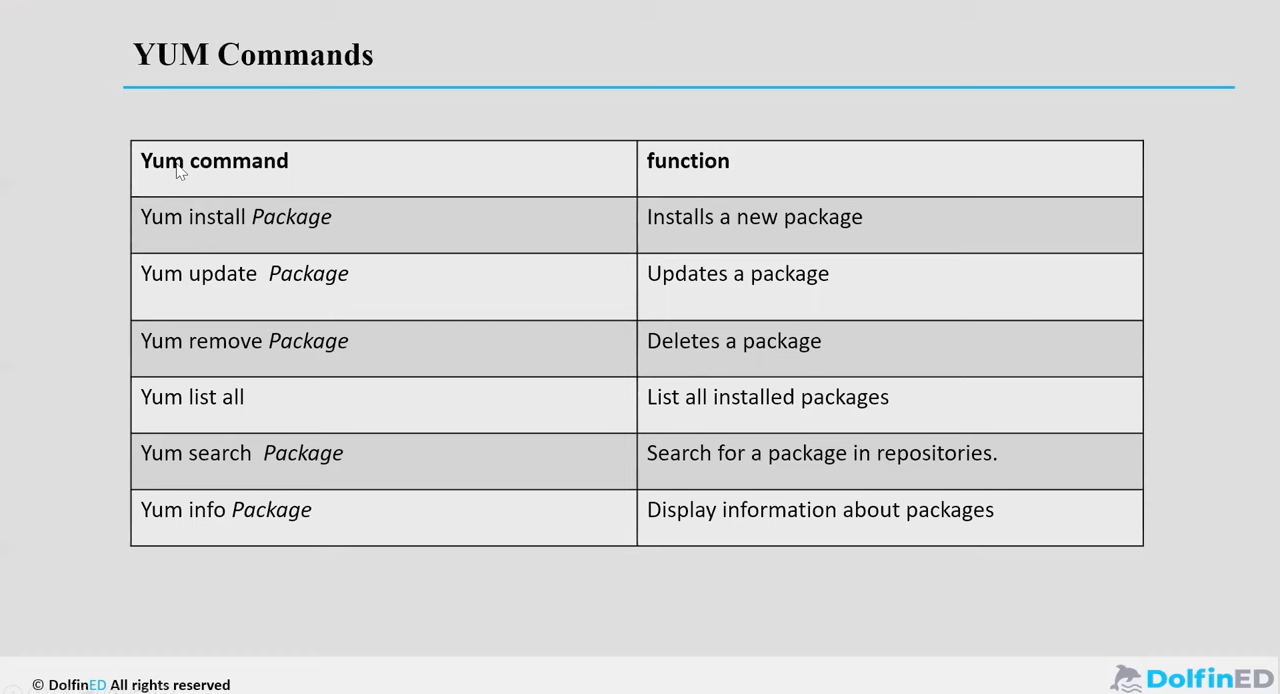 YUM Commands
Yum command function
Yum install Package Installs a new package
Yum update Package Updates a package
Yum remove Package Deletes a package
Yum list all List all installed packages
Yum search Package Search for a package in repositories.
Yum info Package Display information about packages
© DolfinED All rights reserved
DolfinED